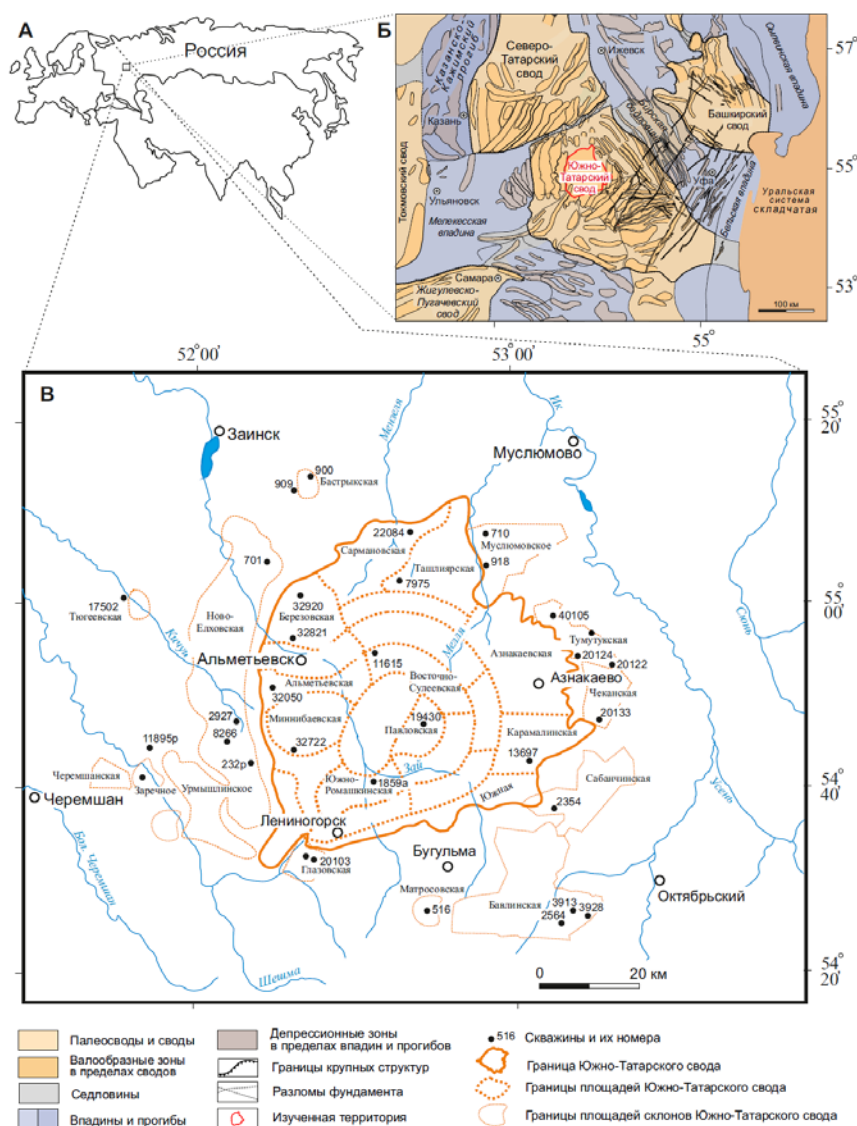 А
Россия
Б
57°
55°
53°
55°
53°
Казанско-
Кажимский
прогиб
Северо-
Татарский
свод
Ижевск
Бирская
седловина
Башкирский
свод
Казань
Южно-
Татарский
свод
Уфа
Бельская впадина
Уральская
система
складчатая
Токмовский свод
Ульяновск
Мелекесская
впадина
Самара
Жигулевско-
Пугачевский
свод
100 км
52° 00'
53° 00'
В
55° 20'
55° 00'
54° 40'
54° 20'
Заинск
Мензеля
Ик
Муслюмово
900
909
Бастрыкская
22084
Сармановская
710
Муслюмовское
918
701
Ташлиярская
7975
17502
Тюгеевская
Ново-
Елховская
32920
Березовская
32821
40105
Тумутукская
Сюнь
Кичуй
Мелля
Азнакаевская
20124
20122
Альметьевск
11615
Альметьевская
Восточно-
Сулеевская
Азнакаево
Чеканская
32050
Миннибаевская
2927
8266
19430
Павловская
Карамалинская
20133
11895р
232р
32722
13697
Зай
Черемшанская
Заречное
Урмышлинское
Южно-
Ромашкинская
1859а
Южная
Сабанчинская
Черемшан
2354
Усень
Лениногорск
Бугульма
20103
Глазовская
Бол. Черемшан
Матросовская
516
Бавлинская
3913
2564
3928
Октябрьский
Шешма
0
20 км
Палеосводы и своды
Валообразные зоны
в пределах сводов
Седловины
Впадины и прогибы
Депрессионные зоны
в пределах впадин и прогибов
Границы крупных структур
Разломы фундамента
Изученная территория
516 Скважины и их номера
Граница Южно-Татарского свода
Границы площадей Южно-Татарского свода
Границы площадей склонов Южно-Татарского свода